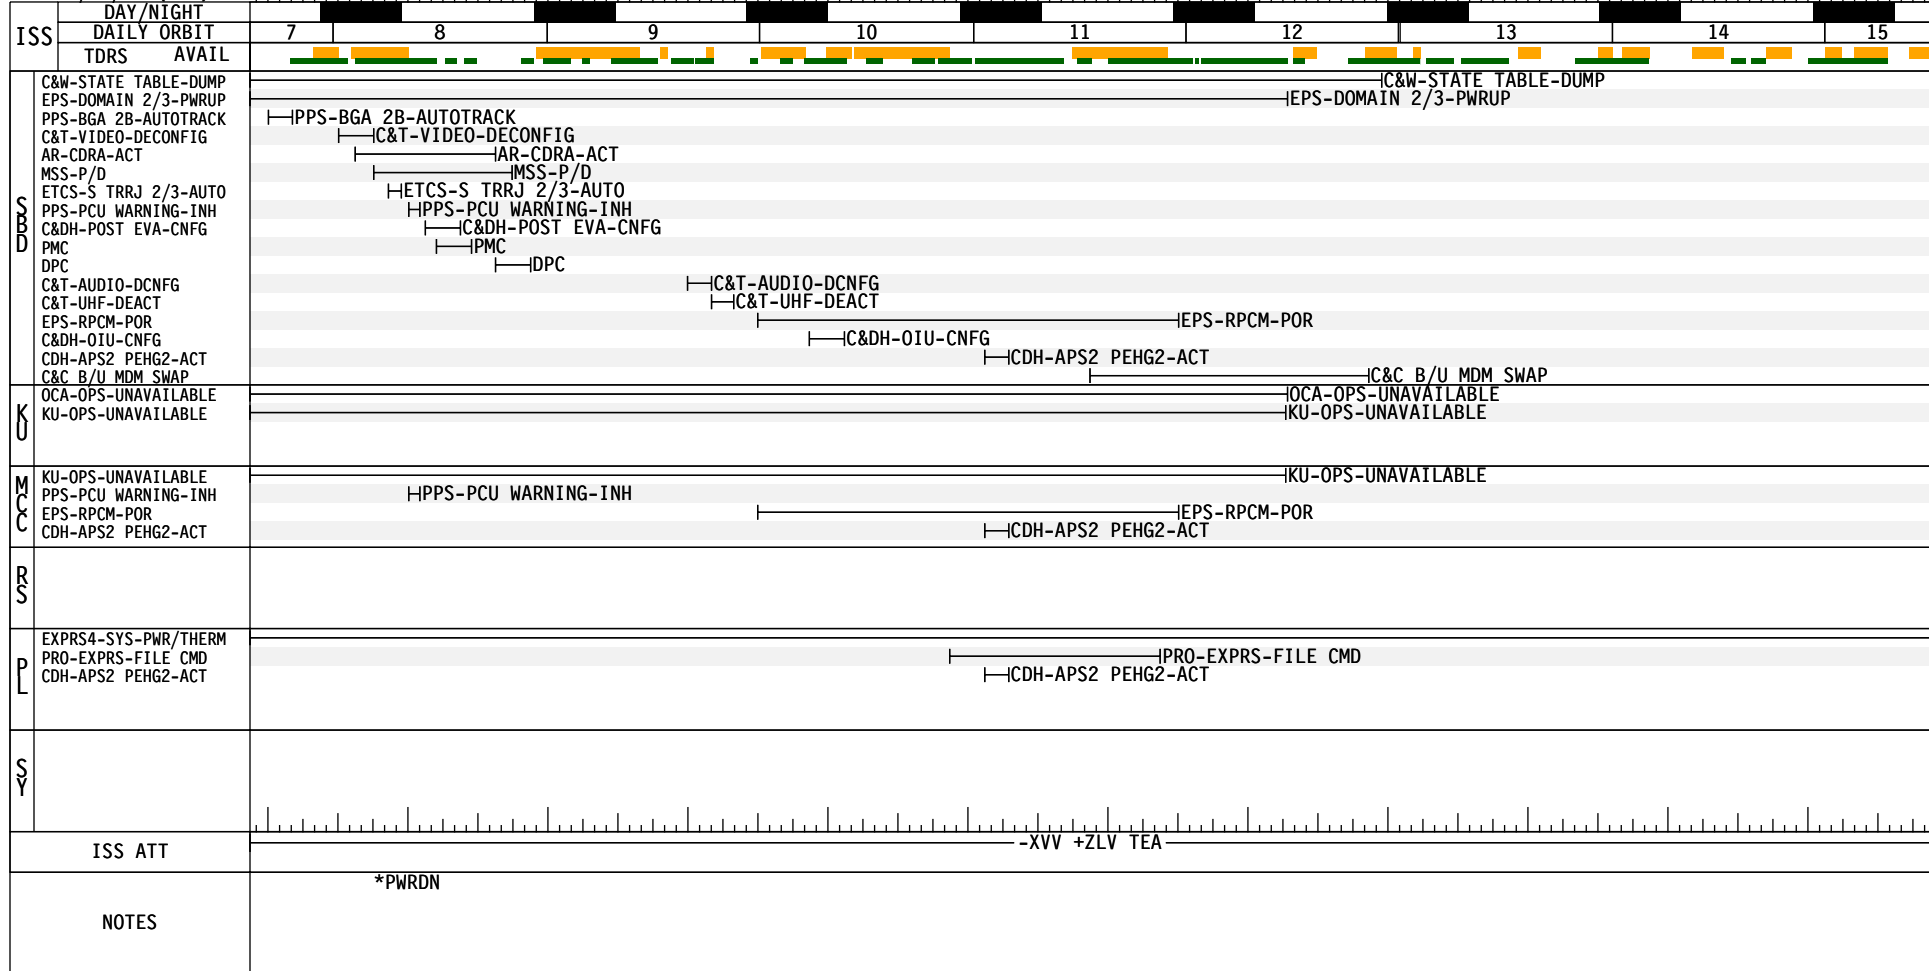 ISS
DAY/NIGHT
DAILY ORBIT 7 8 9 10 11 12 13 14 15
TDRS AVAIL
SBD
C&W-STATE TABLE-DUMP C&W-STATE TABLE-DUMP
EPS-DOMAIN 2/3-PWRUP EPS-DOMAIN 2/3-PWRUP
PPS-BGA 2B-AUTOTRACK PPS-BGA 2B-AUTOTRACK
C&T-VIDEO-DECONFIG C&T-VIDEO-DECONFIG
AR-CDRA-ACT AR-CDRA-ACT
MSS-P/D MSS-P/D
ETCS-S TRRJ 2/3-AUTO ETCS-S TRRJ 2/3-AUTO
PPS-PCU WARNING-INH PPS-PCU WARNING-INH
C&DH-POST EVA-CNFG C&DH-POST EVA-CNFG
PMC PMC
DPC DPC
C&T-AUDIO-DCNFG C&T-AUDIO-DCNFG
C&T-UHF-DEACT C&T-UHF-DEACT
EPS-RPCM-POR EPS-RPCM-POR
C&DH-OIU-CNFG C&DH-OIU-CNFG
CDH-APS2 PEHG2-ACT CDH-APS2 PEHG2-ACT
C&C B/U MDM SWAP C&C B/U MDM SWAP
KU
OCA-OPS-UNAVAILABLE OCA-OPS-UNAVAILABLE
KU-OPS-UNAVAILABLE KU-OPS-UNAVAILABLE
MCC
KU-OPS-UNAVAILABLE KU-OPS-UNAVAILABLE
PPS-PCU WARNING-INH PPS-PCU WARNING-INH
EPS-RPCM-POR EPS-RPCM-POR
CDH-APS2 PEHG2-ACT CDH-APS2 PEHG2-ACT
RS
PL
EXPRS4-SYS-PWR/THERM
PRO-EXPRS-FILE CMD PRO-EXPRS-FILE CMD
CDH-APS2 PEHG2-ACT CDH-APS2 PEHG2-ACT
SY
ISS ATT -XVV +ZLV TEA
*PWRDN
NOTES